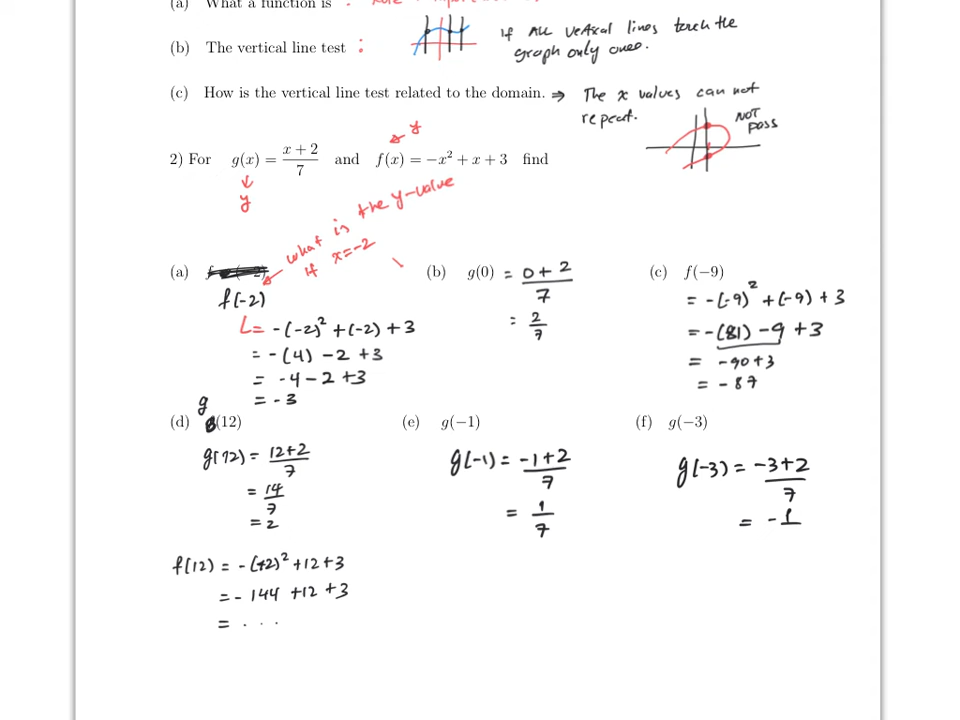 (a) What a function is :
(b) The vertical line test :
If ALL vertical lines touch the
graph only once.
(c) How is the vertical line test related to the domain. ⇒ The x values can not
repeat.
NOT
pass
y
2) For g(x) = (x + 2)/7 and f(x) = −x² + x + 3 find
y
what is the y-value
if x=-2
(a)
f(-2)
= -(-2)² +(-2) +3
= -(4) -2 +3
= -4 -2 +3
= -3
(b) g(0) = (0+2)/7
= 2/7
(c) f(−9)
= -(-9)² +(-9) +3
= -(81) -9 +3
= -90+3
= -87
g
(d) (12)
g(12) = (12+2)/7
= 14/7
= 2
f(12) = -(12)² +12+3
= - 144 +12 +3
= . . .
(e) g(−1)
g(-1) = (-1+2)/7
= 1/7
(f) g(−3)
g(-3) = (-3+2)/7
= -1